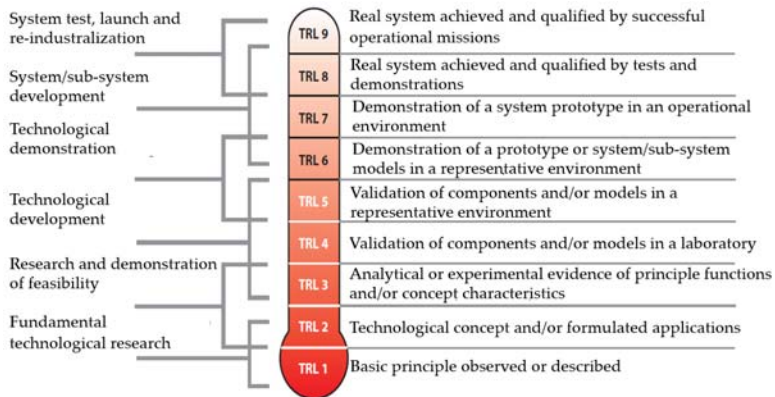 System test, launch and
re-industralization
System/sub-system
development
Technological
demonstration
Technological
development
Research and demonstration
of feasibility
Fundamental
technological research
TRL 9
Real system achieved and qualified by successful
operational missions
TRL 8
Real system achieved and qualified by tests and
demonstrations
TRL 7
Demonstration of a system prototype in an operational
environment
TRL 6
Demonstration of a prototype or system/sub-system
models in a representative environment
TRL 5
Validation of components and/or models in a
representative environment
TRL 4
Validation of components and/or models in a laboratory
TRL 3
Analytical or experimental evidence of principle functions
and/or concept characteristics
TRL 2
Technological concept and/or formulated applications
TRL 1
Basic principle observed or described